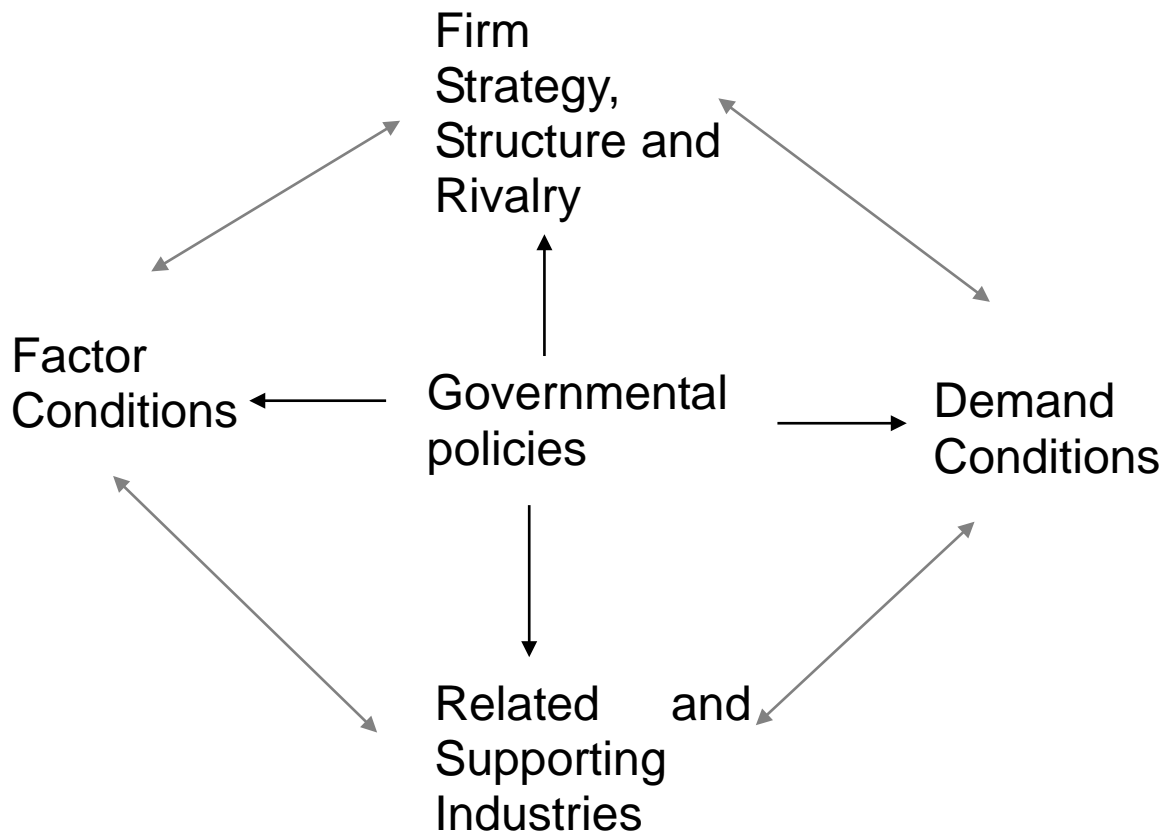 Firm
Strategy,
Structure and
Rivalry
Factor
Conditions
Governmental
policies
Demand
Conditions
Related and
Supporting
Industries